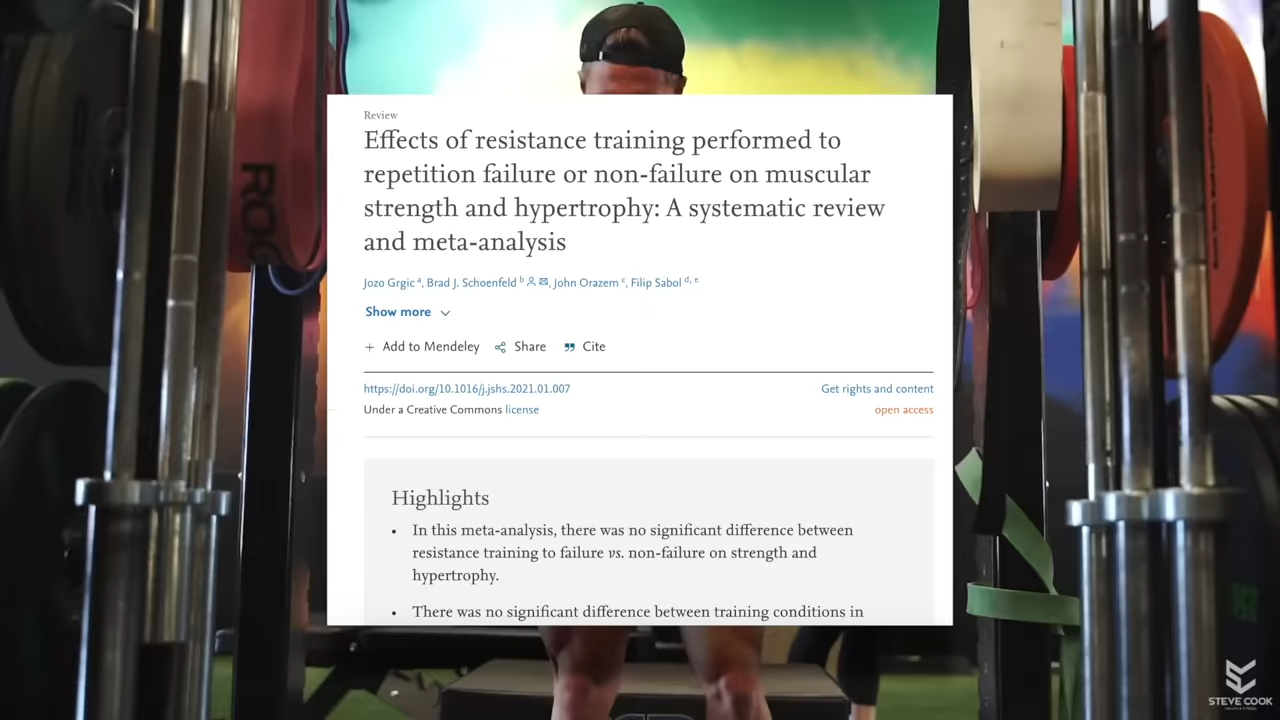 Review
Effects of resistance training performed to
repetition failure or non-failure on muscular
strength and hypertrophy: A systematic review
and meta-analysis
Jozo Grgic a, Brad J. Schoenfeld b, John Orazem c, Filip Sabol d, e
Show more
Add to Mendeley Share Cite
https://doi.org/10.1016/j.jshs.2021.01.007 Get rights and content
Under a Creative Commons license open access
Highlights
• In this meta-analysis, there was no significant difference between
resistance training to failure vs. non-failure on strength and
hypertrophy.
• There was no significant difference between training conditions in
STEVE COOK